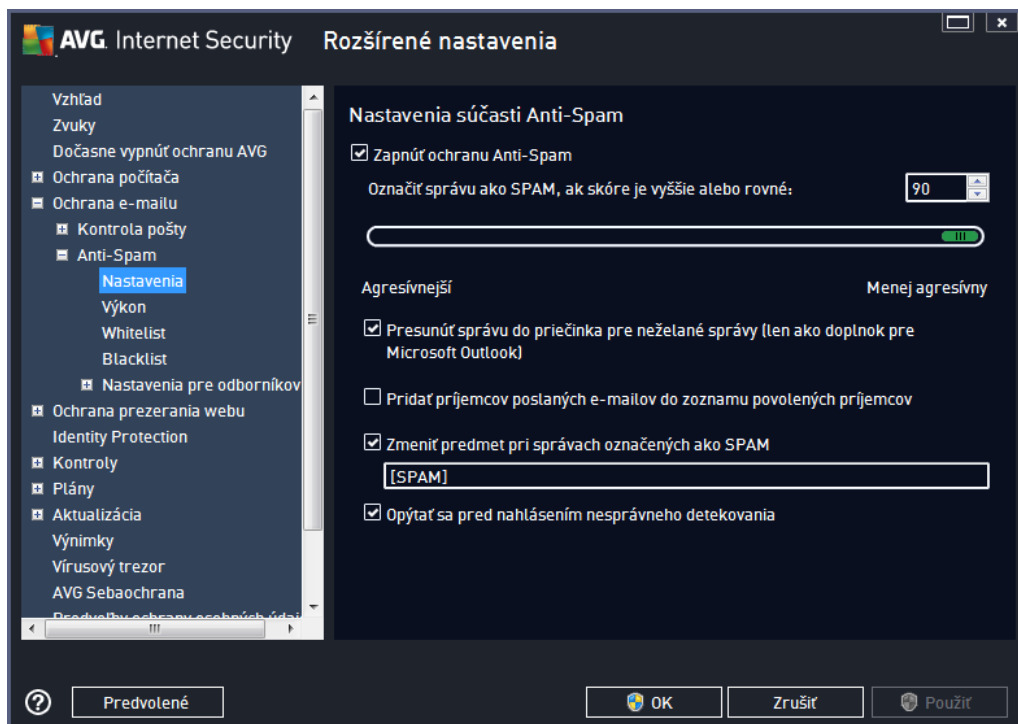 AVG. Internet Security Rozšírené nastavenia
Vzhľad
Zvuky
Dočasne vypnúť ochranu AVG
Ochrana počítača
Ochrana e-mailu
Kontrola pošty
Anti-Spam
Nastavenia
Výkon
Whitelist
Blacklist
Nastavenia pre odborníkov
Ochrana prezerania webu
Identity Protection
Kontroly
Plány
Aktualizácia
Výnimky
Vírusový trezor
AVG Sebaochrana
Predvoľby ochrany osobných údaj
Nastavenia súčasti Anti-Spam
Zapnúť ochranu Anti-Spam
Označiť správu ako SPAM, ak skóre je vyššie alebo rovné: 90
Agresívnejší Menej agresívny
Presunúť správu do priečinka pre neželané správy (len ako doplnok pre
Microsoft Outlook)
Pridať príjemcov poslaných e-mailov do zoznamu povolených príjemcov
Zmeniť predmet pri správach označených ako SPAM
[SPAM]
Opýtať sa pred nahlásením nesprávneho detekovania
Predvolené OK Zrušiť Použiť